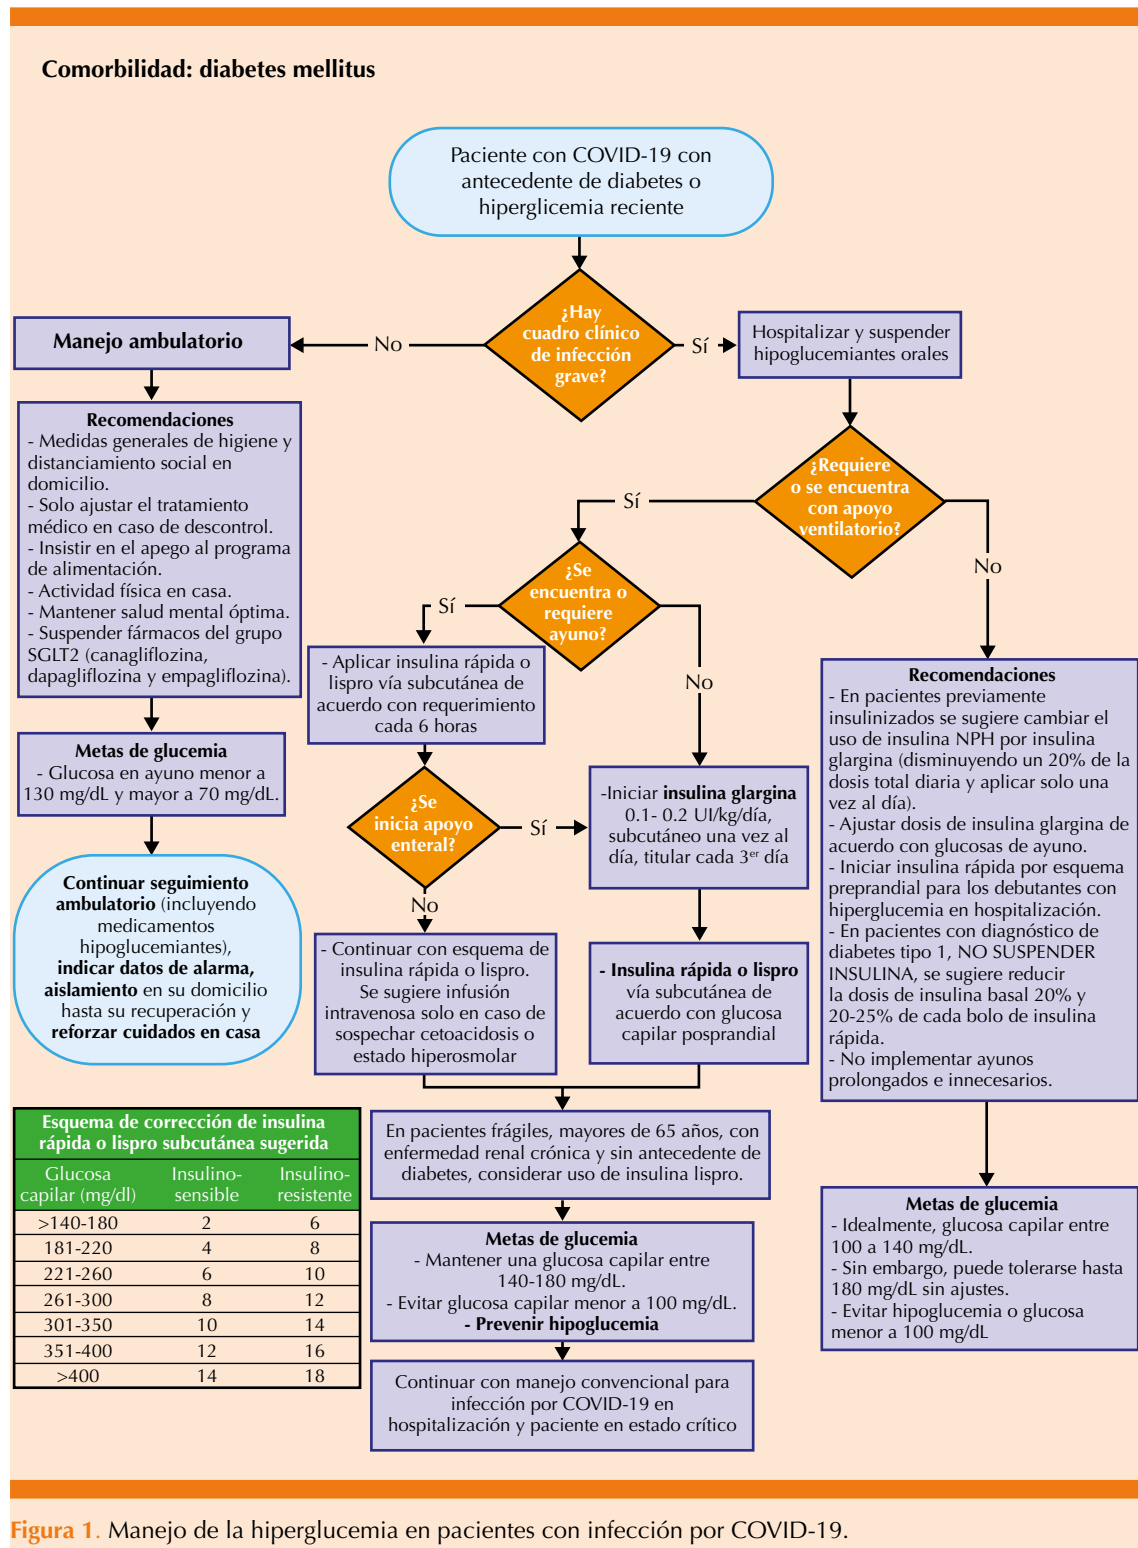 Comorbilidad: diabetes mellitus
Paciente con COVID-19 con
antecedente de diabetes o
hiperglicemia reciente
¿Hay
cuadro clínico
de infección
grave?
No
Sí
Manejo ambulatorio
Hospitalizar y suspender
hipoglucemiantes orales
Recomendaciones
- Medidas generales de higiene y
distanciamiento social en
domicilio.
- Solo ajustar el tratamiento
médico en caso de descontrol.
- Insistir en el apego al programa
de alimentación.
- Actividad física en casa.
- Mantener salud mental óptima.
- Suspender fármacos del grupo
SGLT2 (canagliflozina,
dapagliflozina y empagliflozina).
Metas de glucemia
- Glucosa en ayuno menor a
130 mg/dL y mayor a 70 mg/dL.
Continuar seguimiento
ambulatorio (incluyendo
medicamentos
hipoglucemiantes),
indicar datos de alarma,
aislamiento en su domicilio
hasta su recuperación y
reforzar cuidados en casa
¿Requiere
o se encuentra
con apoyo
ventilatorio?
Sí
No
¿Se
encuentra o
requiere
ayuno?
Sí
No
- Aplicar insulina rápida o
lispro vía subcutánea de
acuerdo con requerimiento
cada 6 horas
¿Se
inicia apoyo
enteral?
Sí
No
-Iniciar insulina glargina
0.1- 0.2 UI/kg/día,
subcutáneo una vez al
día, titular cada 3er día
- Continuar con esquema de
insulina rápida o lispro.
Se sugiere infusión
intravenosa solo en caso de
sospechar cetoacidosis o
estado hiperosmolar
- Insulina rápida o lispro
vía subcutánea de
acuerdo con glucosa
capilar posprandial
Recomendaciones
- En pacientes previamente
insulinizados se sugiere cambiar el
uso de insulina NPH por insulina
glargina (disminuyendo un 20% de la
dosis total diaria y aplicar solo una
vez al día).
- Ajustar dosis de insulina glargina de
acuerdo con glucosas de ayuno.
- Iniciar insulina rápida por esquema
preprandial para los debutantes con
hiperglucemia en hospitalización.
- En pacientes con diagnóstico de
diabetes tipo 1, NO SUSPENDER
INSULINA, se sugiere reducir
la dosis de insulina basal 20% y
20-25% de cada bolo de insulina
rápida.
- No implementar ayunos
prolongados e innecesarios.
Esquema de corrección de insulina
rápida o lispro subcutánea sugerida
Glucosa Insulino- Insulino-
capilar (mg/dl) sensible resistente
>140-180 2 6
181-220 4 8
221-260 6 10
261-300 8 12
301-350 10 14
351-400 12 16
>400 14 18
En pacientes frágiles, mayores de 65 años, con
enfermedad renal crónica y sin antecedente de
diabetes, considerar uso de insulina lispro.
Metas de glucemia
- Mantener una glucosa capilar entre
140-180 mg/dL.
- Evitar glucosa capilar menor a 100 mg/dL.
- Prevenir hipoglucemia
Continuar con manejo convencional para
infección por COVID-19 en
hospitalización y paciente en estado crítico
Metas de glucemia
- Idealmente, glucosa capilar entre
100 a 140 mg/dL.
- Sin embargo, puede tolerarse hasta
180 mg/dL sin ajustes.
- Evitar hipoglucemia o glucosa
menor a 100 mg/dL
Figura 1. Manejo de la hiperglucemia en pacientes con infección por COVID-19.